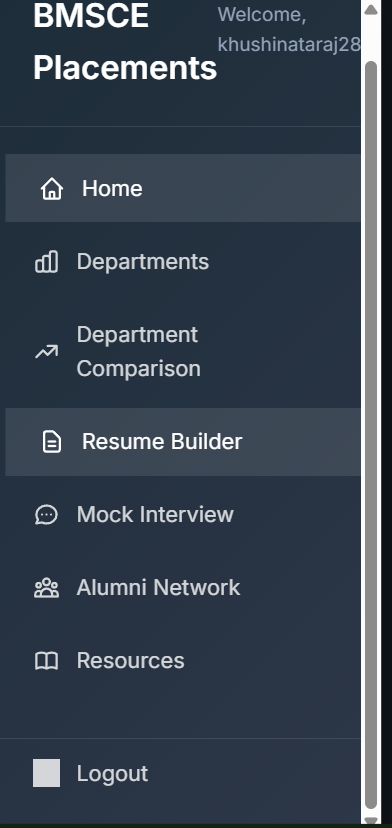 BMSCE
Placements
Welcome,
khushinataraj28
Home
Departments
Department
Comparison
Resume Builder
Mock Interview
Alumni Network
Resources
Logout